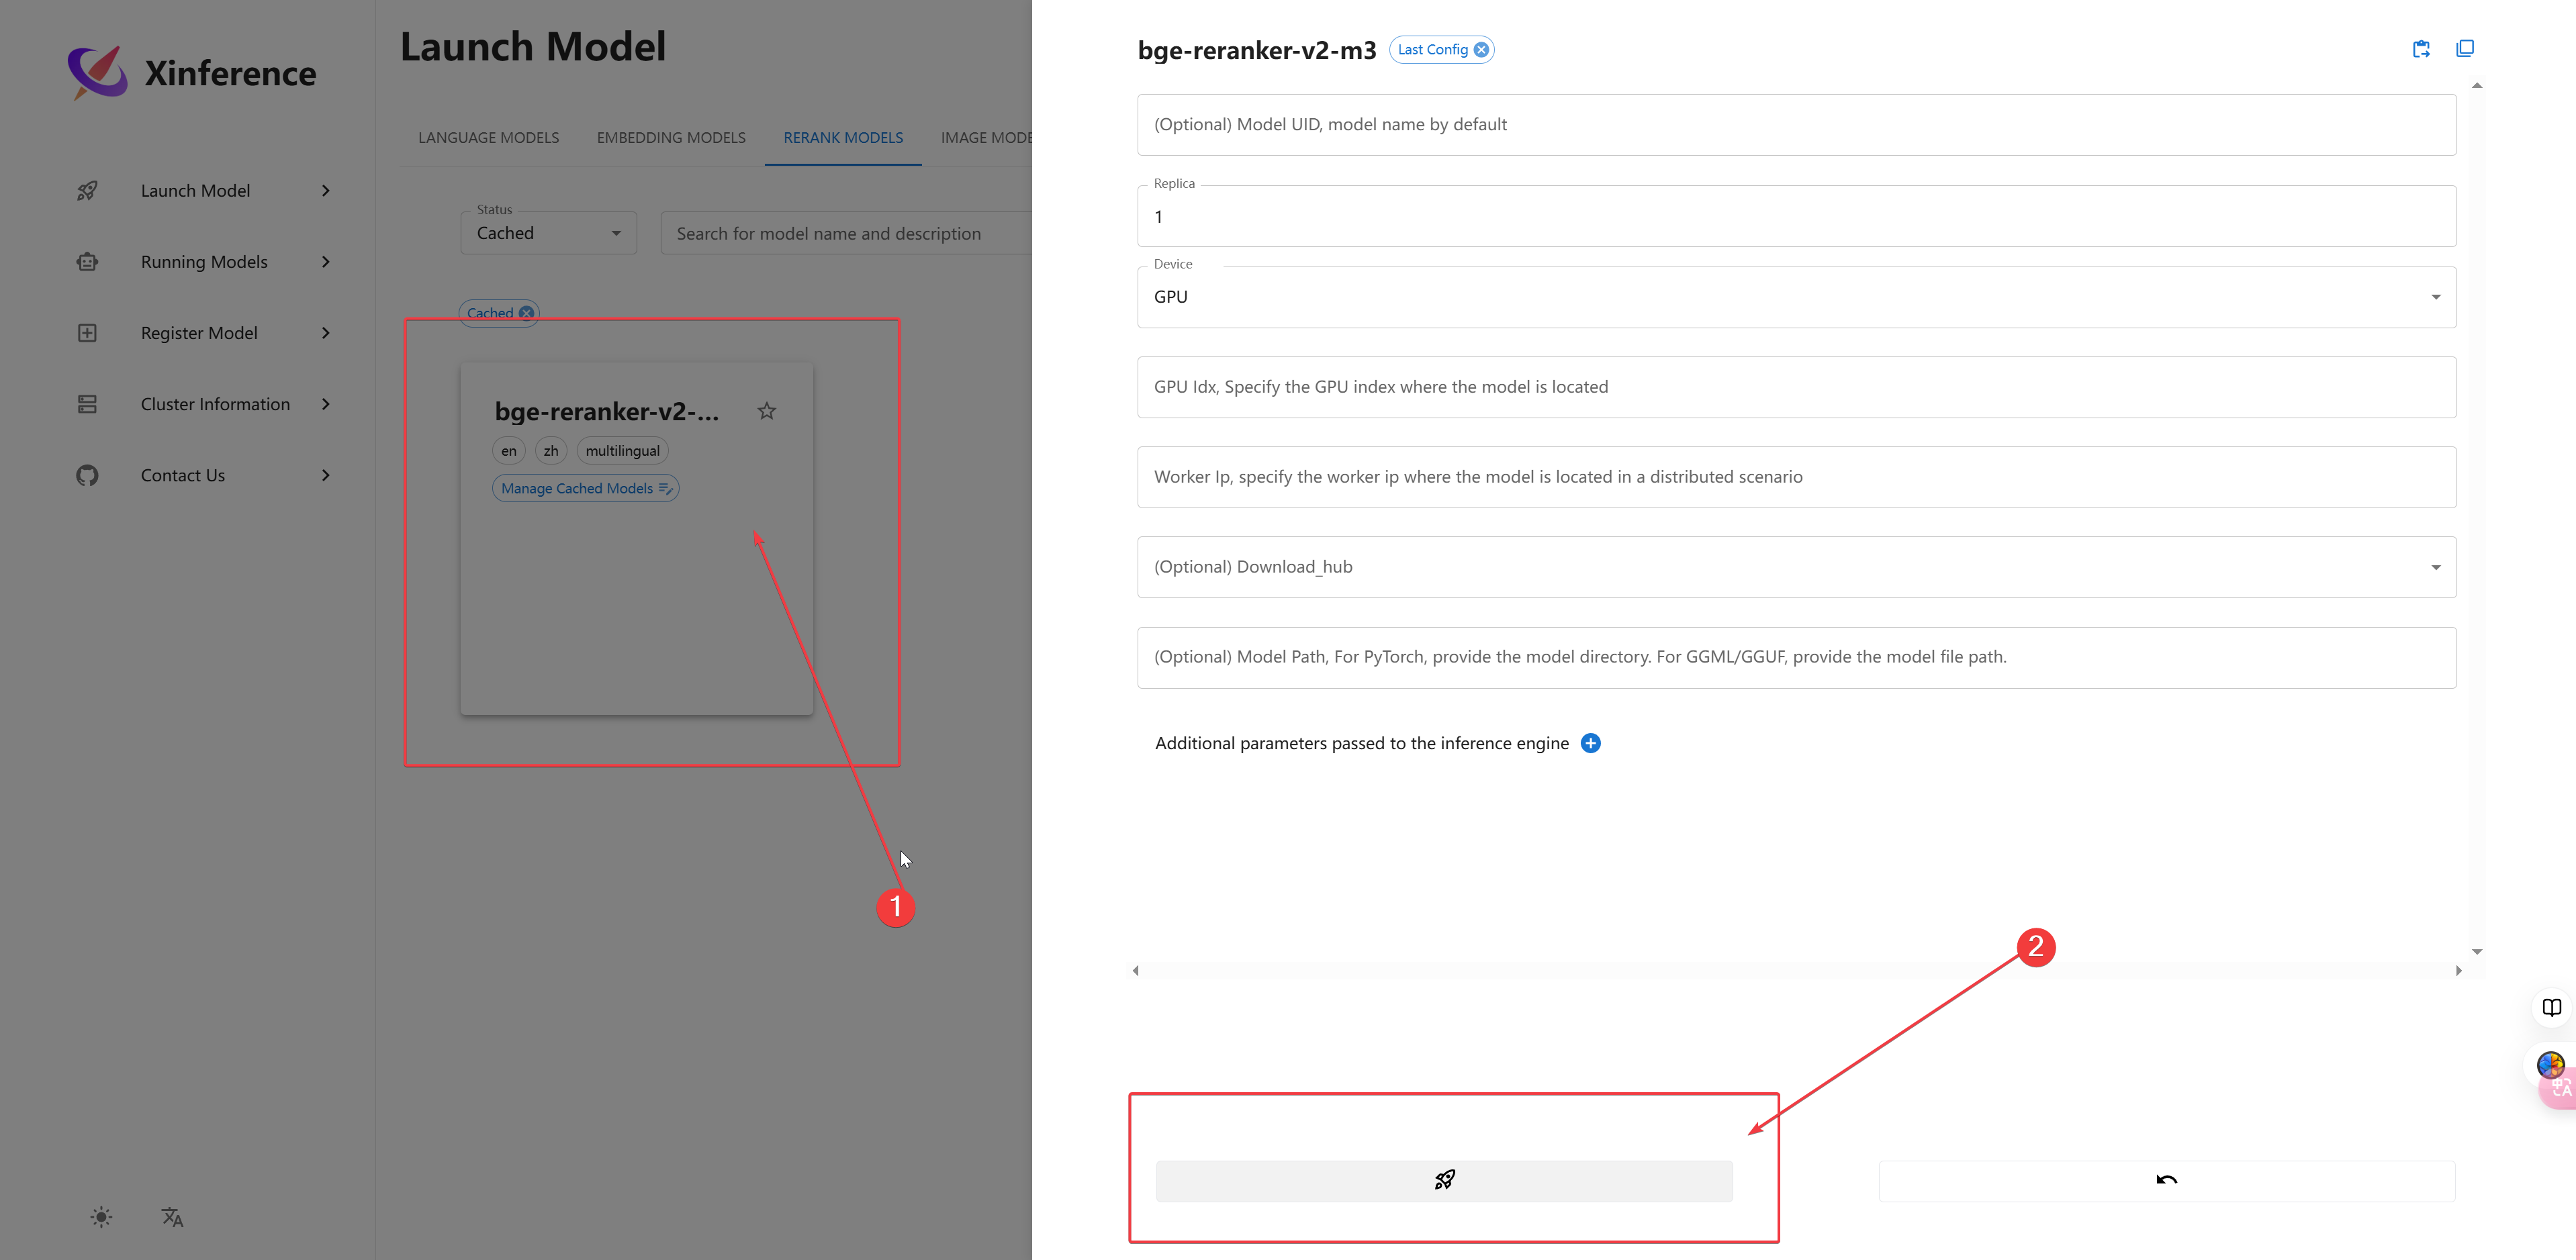 Xinference
Launch Model
Running Models
Register Model
Cluster Information
Contact Us
Launch Model
LANGUAGE MODELS EMBEDDING MODELS RERANK MODELS IMAGE MODE
Status
Cached
Search for model name and description
Cached
bge-reranker-v2-...
en zh multilingual
Manage Cached Models
1
bge-reranker-v2-m3 Last Config
(Optional) Model UID, model name by default
Replica
1
Device
GPU
GPU Idx, Specify the GPU index where the model is located
Worker Ip, specify the worker ip where the model is located in a distributed scenario
(Optional) Download_hub
(Optional) Model Path, For PyTorch, provide the model directory. For GGML/GGUF, provide the model file path.
Additional parameters passed to the inference engine
2